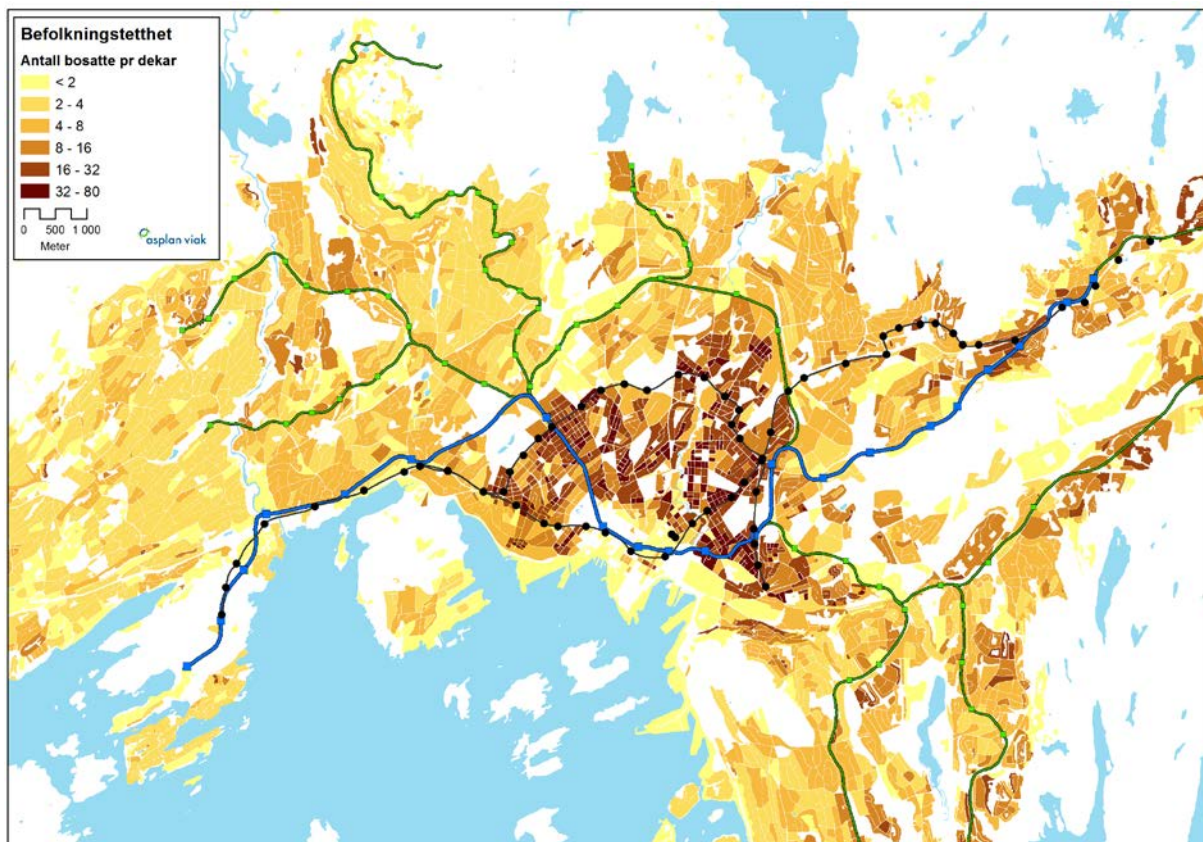 Befolkningstetthet
Antall bosatte pr dekar
< 2
2 - 4
4 - 8
8 - 16
16 - 32
32 - 80
0 500 1 000
Meter
asplan viak